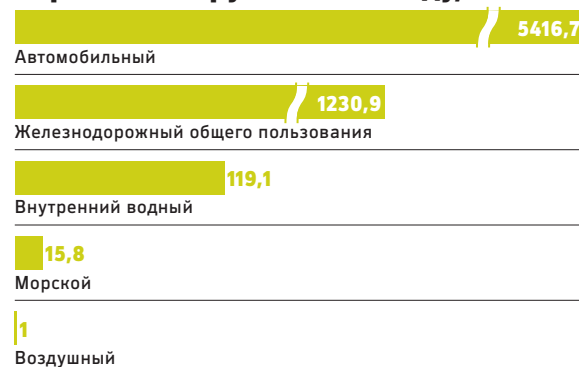 5416,7
Автомобильный
1230,9
Железнодорожный общего пользования
119,1
Внутренний водный
15,8
Морской
1
Воздушный